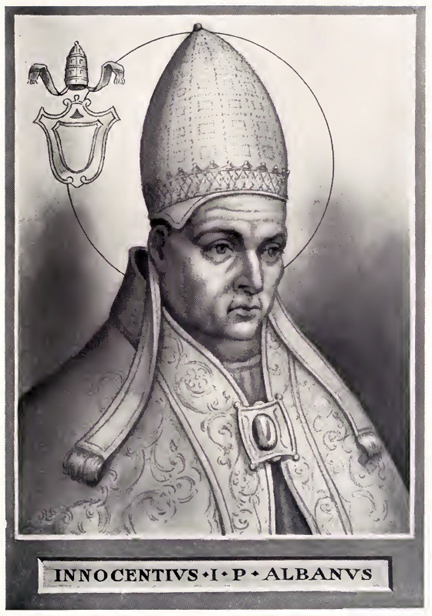 INNOCENTIVS • I • P • ALBANVS